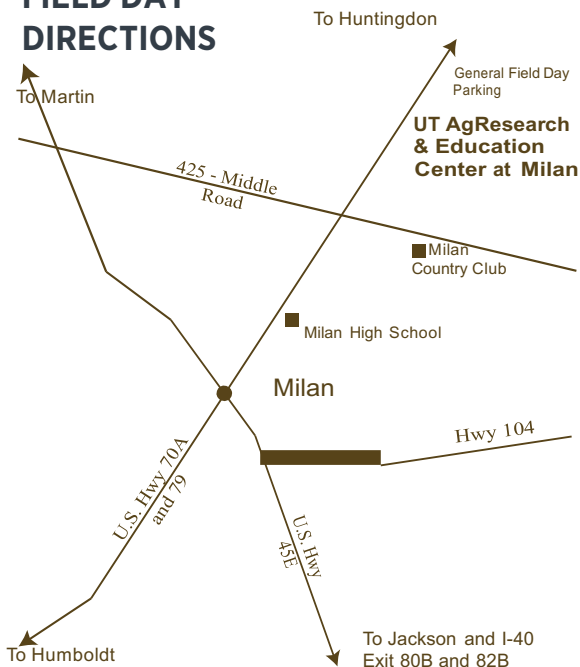 FIELD DAY
DIRECTIONS
To Huntingdon
General Field Day
Parking
To Martin
UT AgResearch
& Education
Center at Milan
425 - Middle
Road
Milan
Country Club
Milan High School
Milan
Hwy 104
U.S. Hwy 70A
and 79
U.S. Hwy
45E
To Humboldt
To Jackson and I-40
Exit 80B and 82B